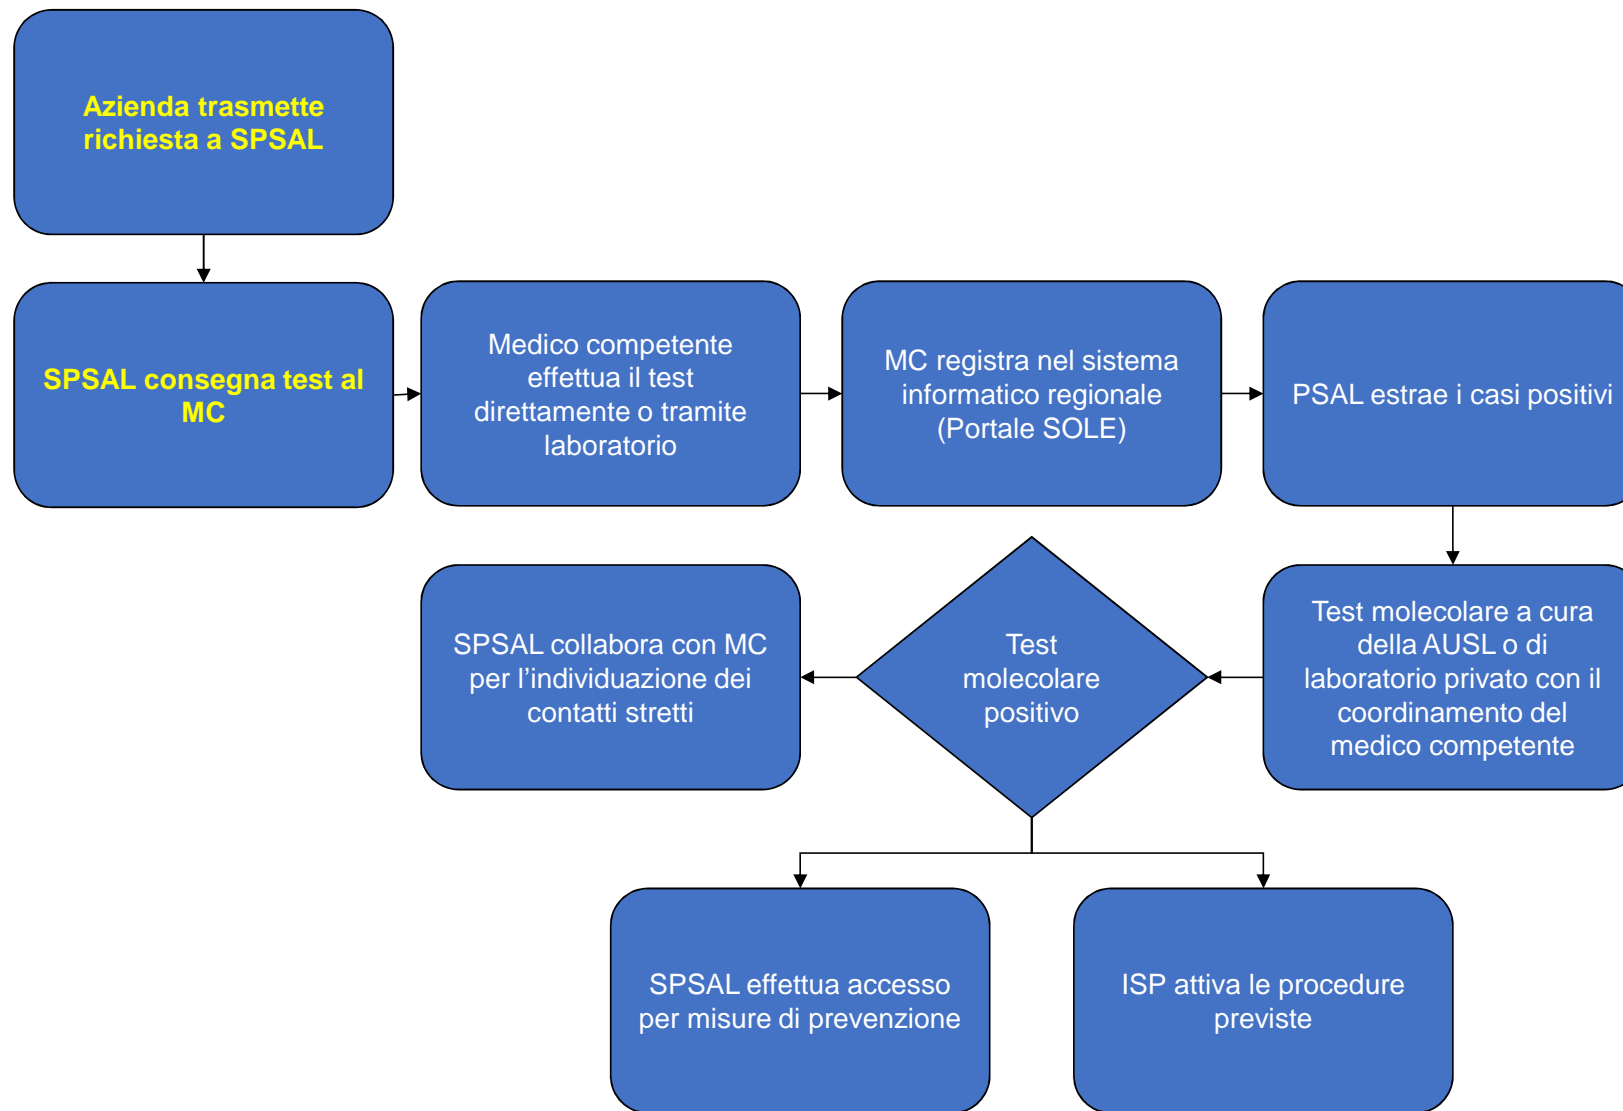 Azienda trasmette
richiesta a SPSAL
SPSAL consegna test al
MC
Medico competente
effettua il test
direttamente o tramite
laboratorio
MC registra nel sistema
informatico regionale
(Portale SOLE)
PSAL estrae i casi positivi
SPSAL collabora con MC
per l’individuazione dei
contatti stretti
Test
molecolare
positivo
Test molecolare a cura
della AUSL o di
laboratorio privato con il
coordinamento del
medico competente
SPSAL effettua accesso
per misure di prevenzione
ISP attiva le procedure
previste